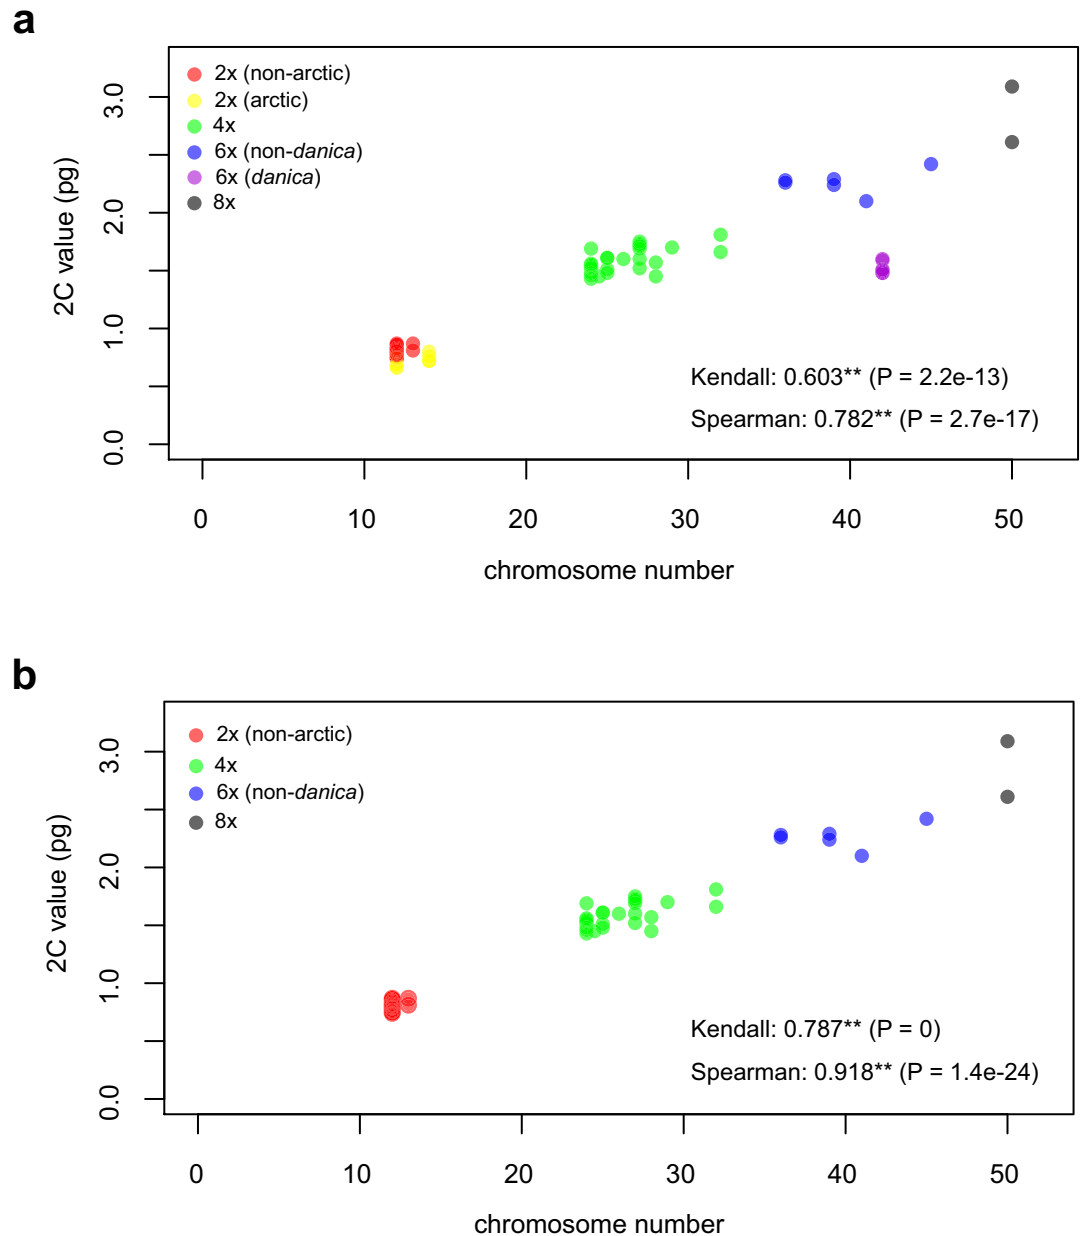 a
2C value (pg)
3.0
2.0
1.0
0.0
2x (non-arctic)
2x (arctic)
4x
6x (non-danica)
6x (danica)
8x
Kendall: 0.603** (P = 2.2e-13)
Spearman: 0.782** (P = 2.7e-17)
0 10 20 30 40 50
chromosome number
b
2C value (pg)
3.0
2.0
1.0
0.0
2x (non-arctic)
4x
6x (non-danica)
8x
Kendall: 0.787** (P = 0)
Spearman: 0.918** (P = 1.4e-24)
0 10 20 30 40 50
chromosome number